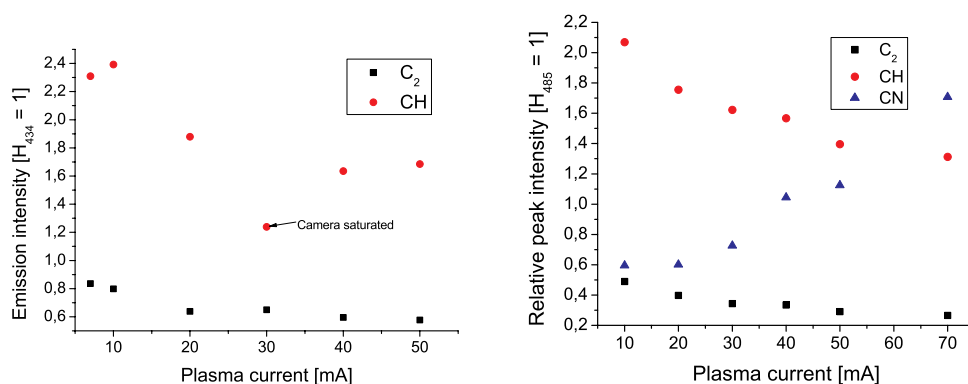 Emission intensity [H₄₃₄ = 1]
2,4
2,2
2,0
1,8
1,6
1,4
1,2
1,0
0,8
0,6
C₂
CH
Camera saturated
10 20 30 40 50
Plasma current [mA]
Relative peak intensity [H₄₈₅ = 1]
2,2
2,0
1,8
1,6
1,4
1,2
1,0
0,8
0,6
0,4
0,2
C₂
CH
CN
10 20 30 40 50 60 70
Plasma current [mA]